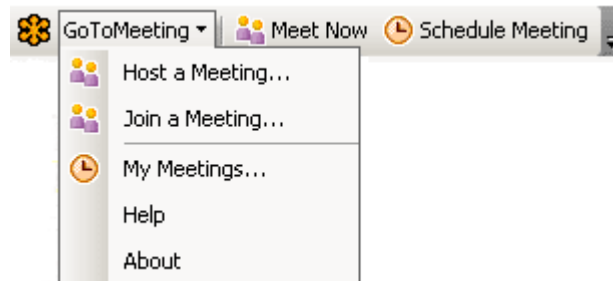 GoToMeeting Meet Now Schedule Meeting
Host a Meeting...
Join a Meeting...
My Meetings...
Help
About